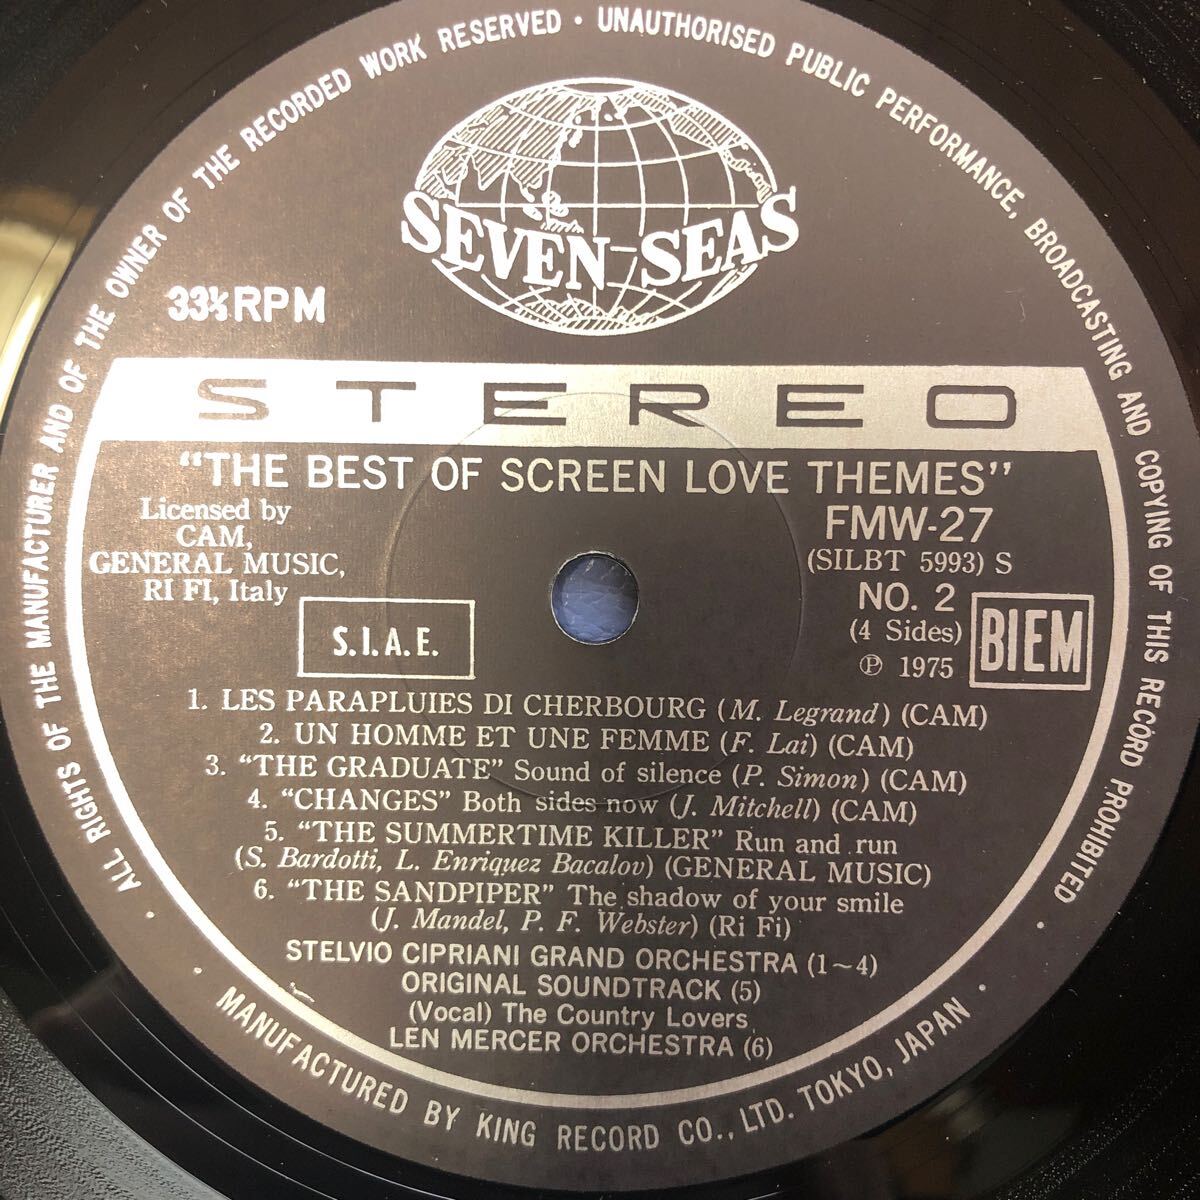 ALL RIGHTS OF THE MANUFACTURER AND OF THE OWNER OF THE RECORDED WORK RESERVED • UNAUTHORISED PUBLIC PERFORMANCE, BROADCASTING AND COPYING OF THIS RECORD PROHIBITED •
SEVEN SEAS
33⅓RPM
STEREO
"THE BEST OF SCREEN LOVE THEMES"
Licensed by
CAM,
GENERAL MUSIC,
RI FI, Italy
S.I.A.E.
FMW-27
(SILBT 5993) S
NO. 2
(4 Sides)
℗ 1975
BIEM
1. LES PARAPLUIES DI CHERBOURG (M. Legrand) (CAM)
2. UN HOMME ET UNE FEMME (F. Lai) (CAM)
3. "THE GRADUATE" Sound of silence (P. Simon) (CAM)
4. "CHANGES" Both sides now (J. Mitchell) (CAM)
5. "THE SUMMERTIME KILLER" Run and run
(S. Bardotti, L. Enriquez Bacalov) (GENERAL MUSIC)
6. "THE SANDPIPER" The shadow of your smile
(J. Mandel, P. F. Webster) (Ri Fi)
STELVIO CIPRIANI GRAND ORCHESTRA (1~4)
ORIGINAL SOUNDTRACK (5)
(Vocal) The Country Lovers
LEN MERCER ORCHESTRA (6)
• MANUFACTURED BY KING RECORD CO., LTD. TOKYO, JAPAN •